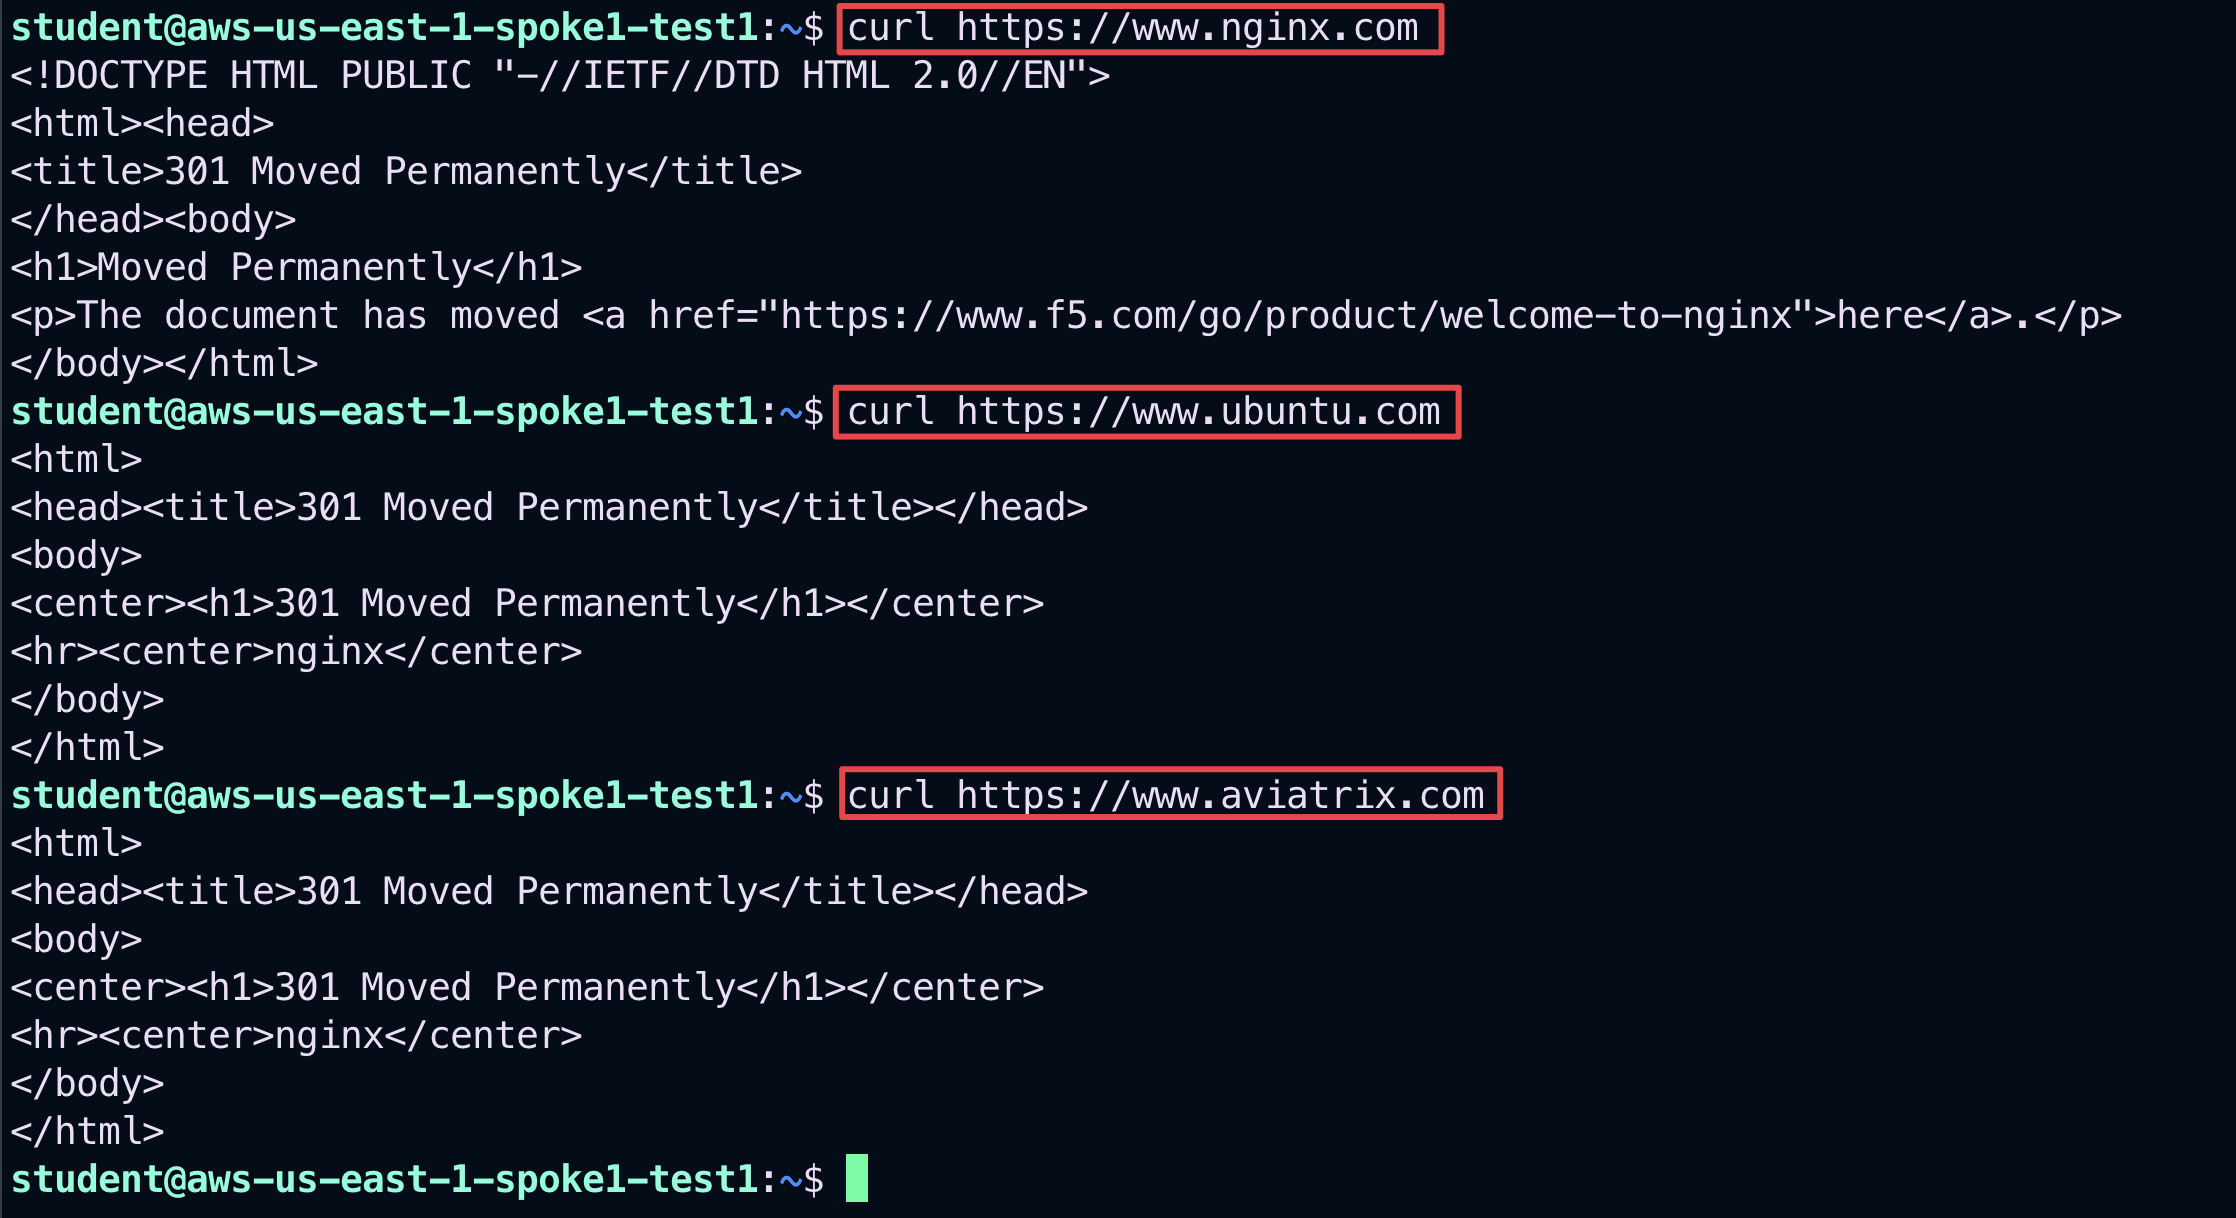 student@aws-us-east-1-spoke1-test1:~$ curl https://www.nginx.com
<!DOCTYPE HTML PUBLIC "-//IETF//DTD HTML 2.0//EN">
<html><head>
<title>301 Moved Permanently</title>
</head><body>
<h1>Moved Permanently</h1>
<p>The document has moved <a href="https://www.f5.com/go/product/welcome-to-nginx">here</a>.</p>
</body></html>
student@aws-us-east-1-spoke1-test1:~$ curl https://www.ubuntu.com
<html>
<head><title>301 Moved Permanently</title></head>
<body>
<center><h1>301 Moved Permanently</h1></center>
<hr><center>nginx</center>
</body>
</html>
student@aws-us-east-1-spoke1-test1:~$ curl https://www.aviatrix.com
<html>
<head><title>301 Moved Permanently</title></head>
<body>
<center><h1>301 Moved Permanently</h1></center>
<hr><center>nginx</center>
</body>
</html>
student@aws-us-east-1-spoke1-test1:~$